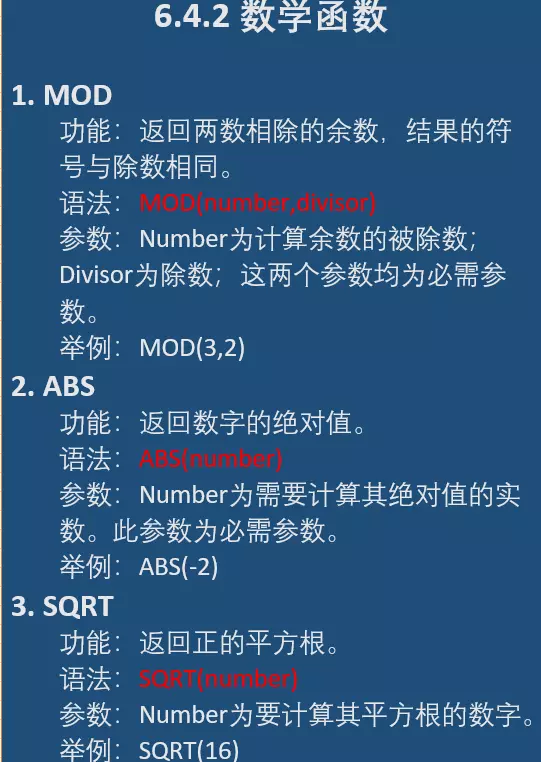 6.4.2 数学函数
1. MOD
功能：返回两数相除的余数，结果的符
号与除数相同。
语法：MOD(number,divisor)
参数：Number为计算余数的被除数；
Divisor为除数；这两个参数均为必需参
数。
举例：MOD(3,2)
2. ABS
功能：返回数字的绝对值。
语法：ABS(number)
参数：Number为需要计算其绝对值的实
数。此参数为必需参数。
举例：ABS(-2)
3. SQRT
功能：返回正的平方根。
语法：SQRT(number)
参数：Number为要计算其平方根的数字。
举例：SQRT(16)